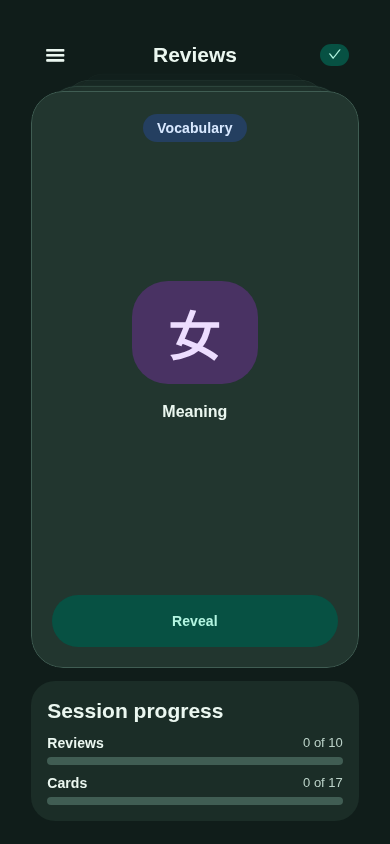 Reviews
Vocabulary
女
Meaning
Reveal
Session progress
Reviews 0 of 10
Cards 0 of 17